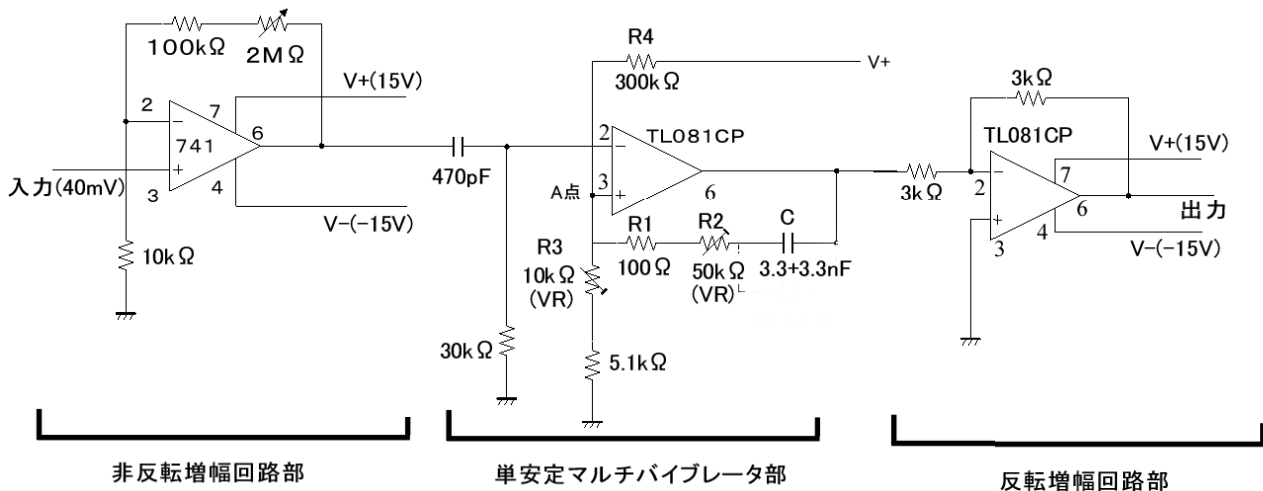 100kΩ
2MΩ
2
7
741
6
3
4
V+(15V)
V-(-15V)
入力(40mV)
10kΩ
470pF
30kΩ
R4
300kΩ
V+
2
TL081CP
A点
3
6
R1
100Ω
R2
50kΩ
(VR)
C
3.3+3.3nF
R3
10kΩ
(VR)
5.1kΩ
3kΩ
3kΩ
TL081CP
2
7
6
4
3
V+(15V)
出力
V-(-15V)
非反転増幅回路部
単安定マルチバイブレータ部
反転増幅回路部